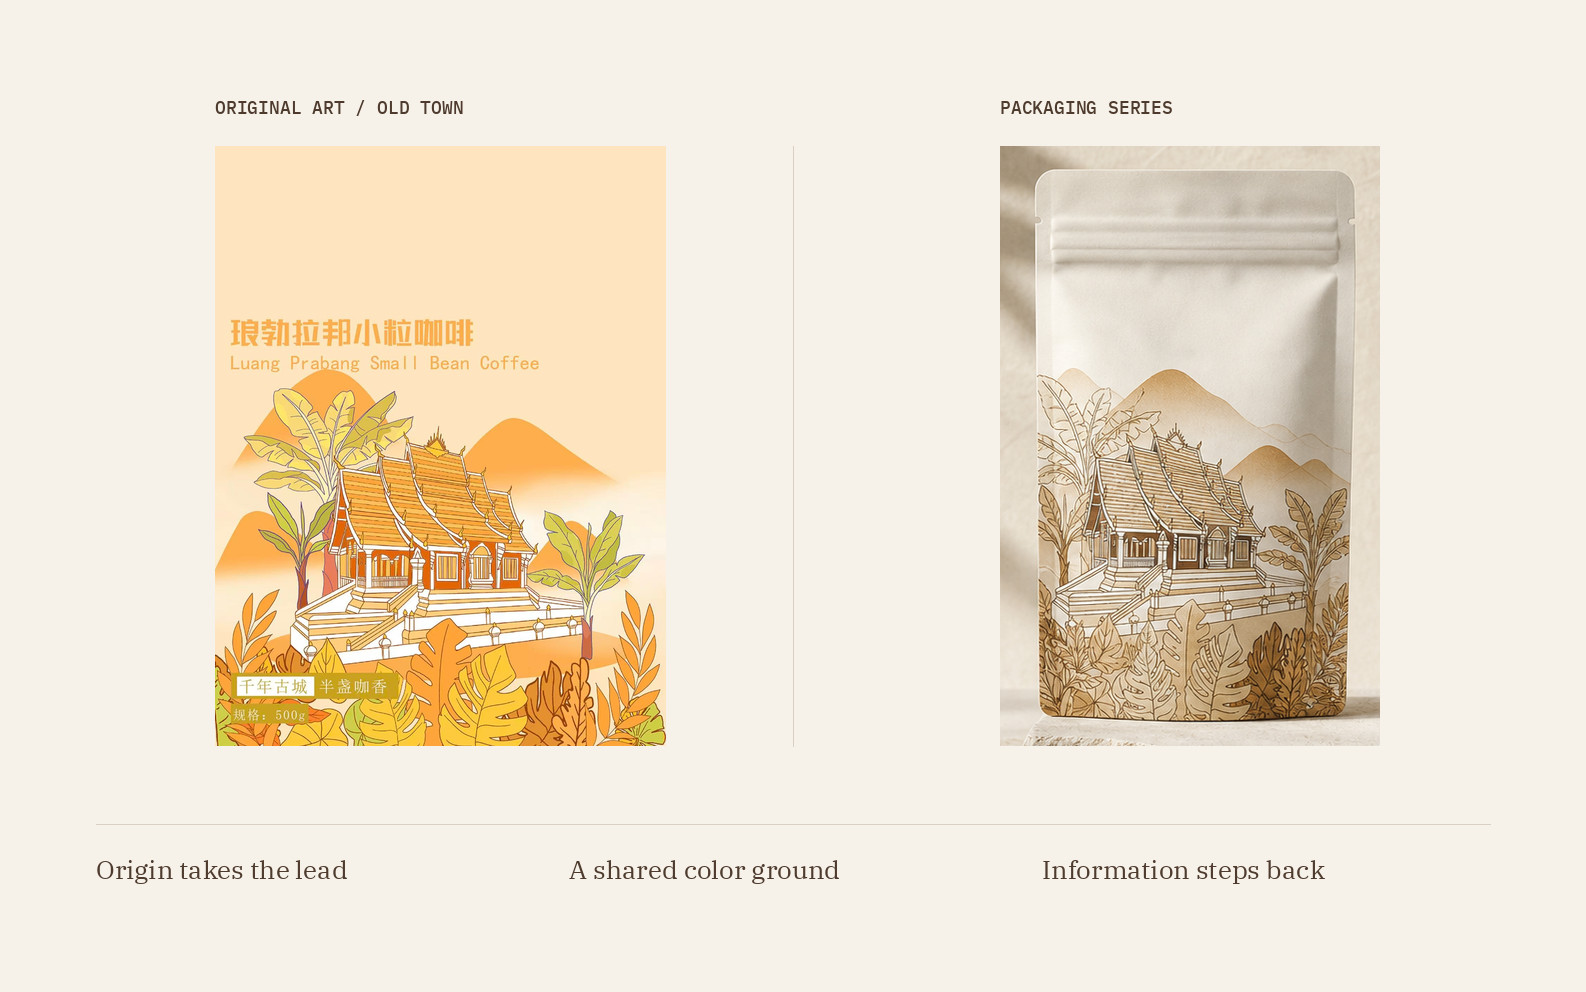 ORIGINAL ART / OLD TOWN
琅勃拉邦小粒咖啡
Luang Prabang Small Bean Coffee
千年古城 半盏咖香
规格：500g
PACKAGING SERIES
Origin takes the lead
A shared color ground
Information steps back